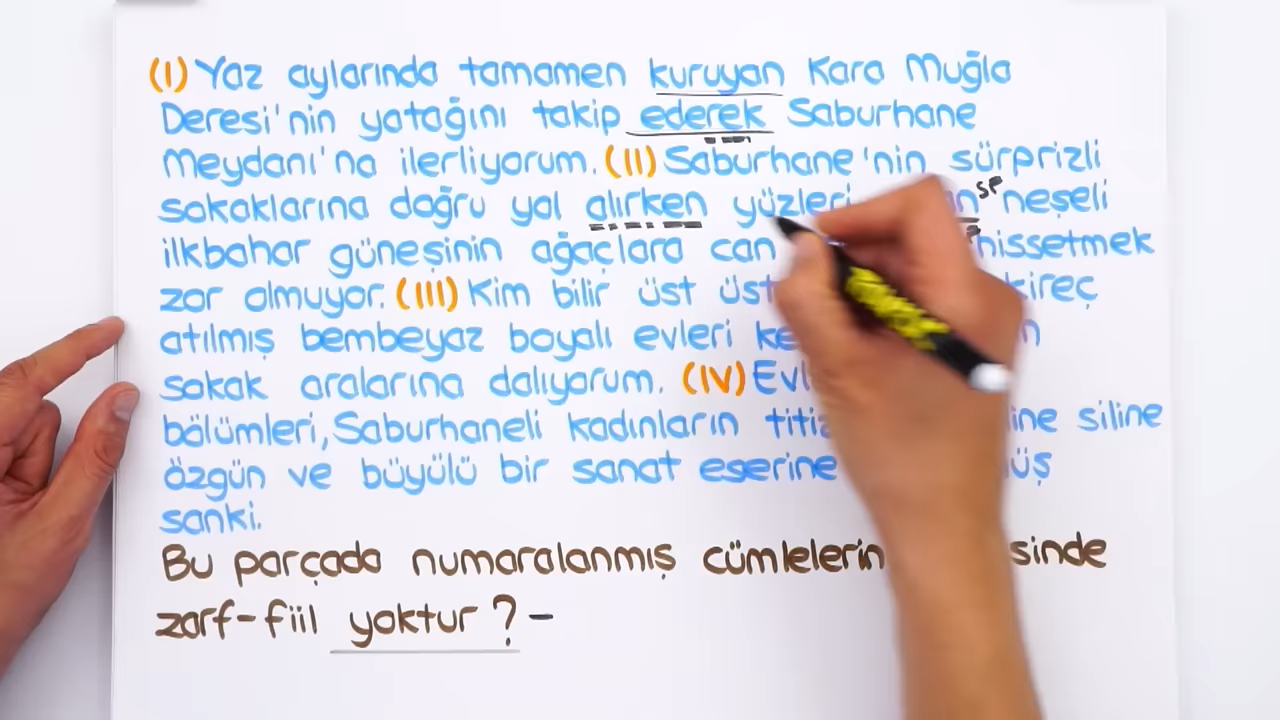 (I) Yaz aylarında tamamen kuruyan Kara Muğla
Deresi'nin yatağını takip ederek Saburhane
Meydanı'na ilerliyorum. (II) Saburhane'nin sürprizli
sokaklarına doğru yol alırken yüzleri sf neşeli
ilkbahar güneşinin ağaçlara can hissetmek
zor olmuyor. (III) Kim bilir üst kireç
atılmış bembeyaz boyalı evleri
sokak aralarına dalıyorum. (IV)
bölümleri, Saburhaneli kadınların siline
özgün ve büyülü bir sanat eserine
sanki.
Bu parçada numaralanmış cümlelerin
zarf-fiil yoktur? -